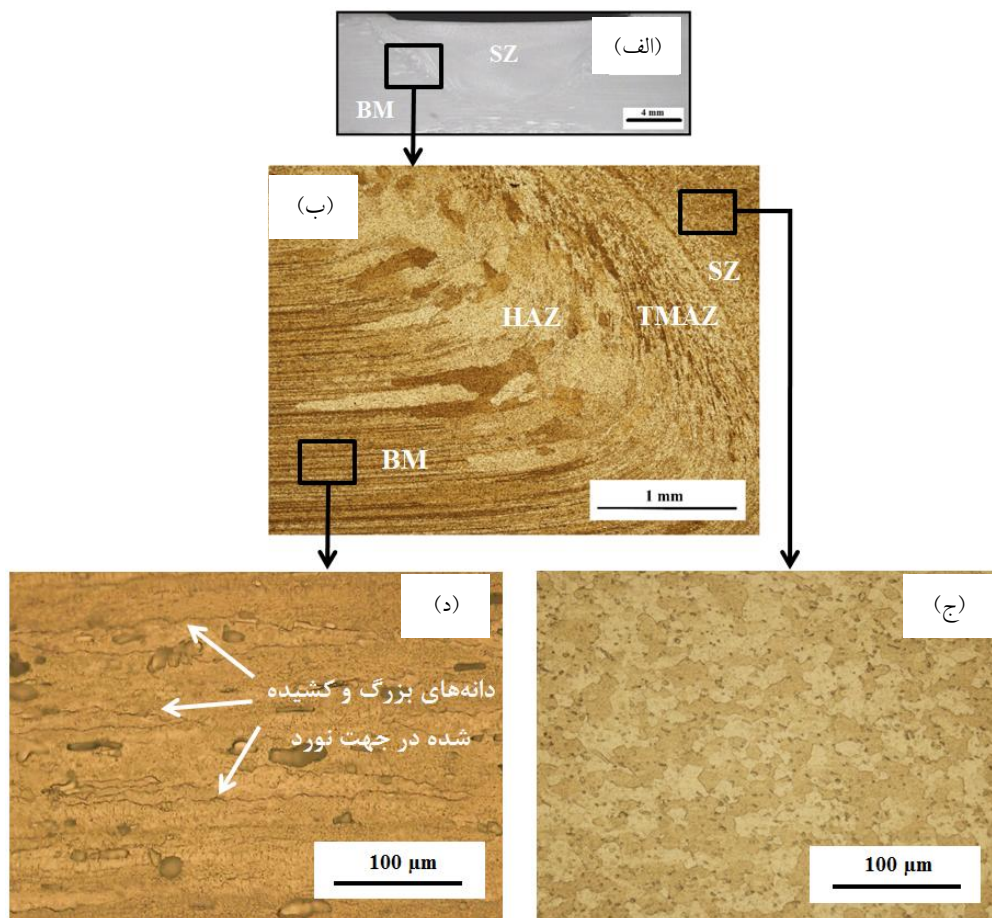 (الف)
SZ
BM
4 mm
(ب)
SZ
HAZ
TMAZ
BM
1 mm
(د)
دانه‌های بزرگ و کشیده
شده در جهت نورد
100 µm
(ج)
100 µm